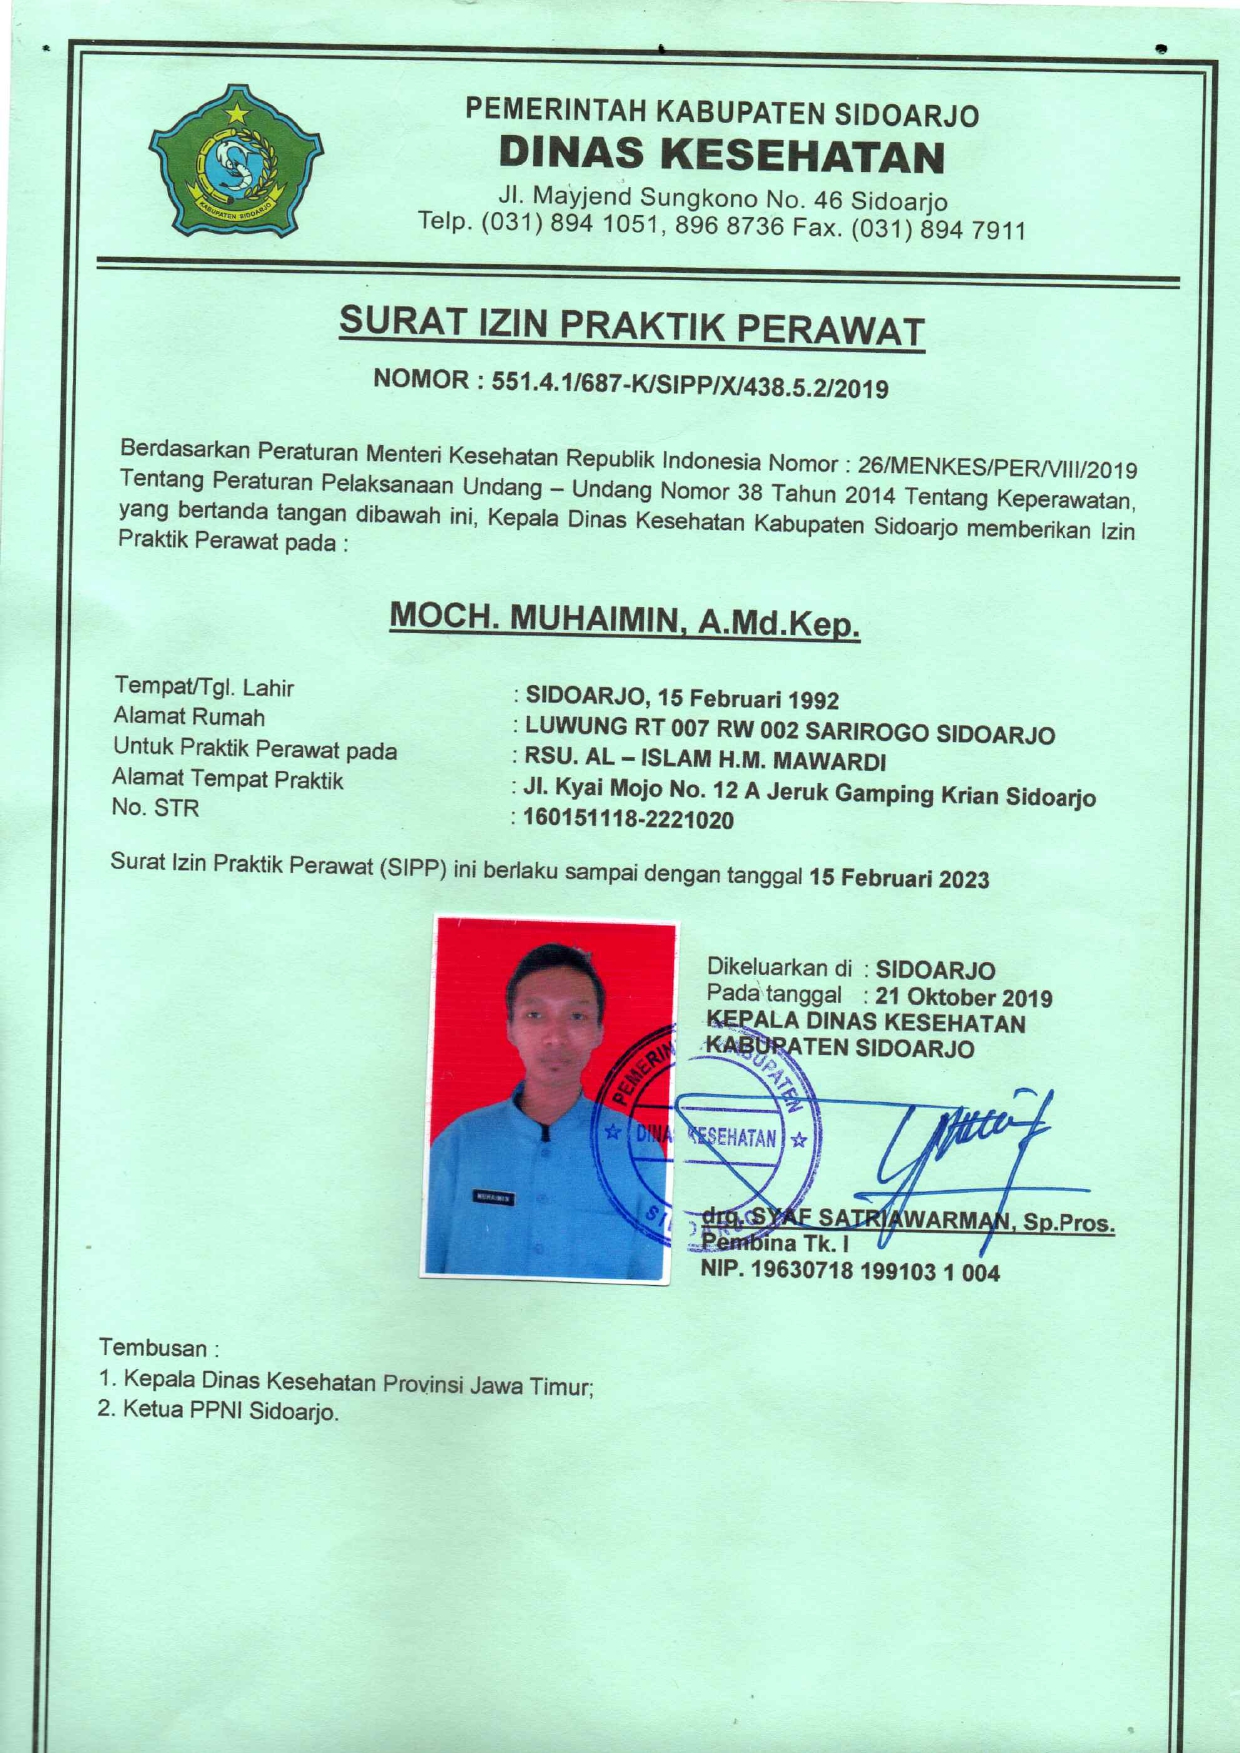 PEMERINTAH KABUPATEN SIDOARJO
DINAS KESEHATAN
Jl. Mayjend Sungkono No. 46 Sidoarjo
Telp. (031) 894 1051, 896 8736 Fax. (031) 894 7911
KABUPATEN SIDOARJO
SURAT IZIN PRAKTIK PERAWAT
NOMOR : 551.4.1/687-K/SIPP/X/438.5.2/2019
Berdasarkan Peraturan Menteri Kesehatan Republik Indonesia Nomor : 26/MENKES/PER/VIII/2019
Tentang Peraturan Pelaksanaan Undang – Undang Nomor 38 Tahun 2014 Tentang Keperawatan,
yang bertanda tangan dibawah ini, Kepala Dinas Kesehatan Kabupaten Sidoarjo memberikan Izin
Praktik Perawat pada :
MOCH. MUHAIMIN, A.Md.Kep.
Tempat/Tgl. Lahir : SIDOARJO, 15 Februari 1992
Alamat Rumah : LUWUNG RT 007 RW 002 SARIROGO SIDOARJO
Untuk Praktik Perawat pada : RSU. AL – ISLAM H.M. MAWARDI
Alamat Tempat Praktik : Jl. Kyai Mojo No. 12 A Jeruk Gamping Krian Sidoarjo
No. STR : 160151118-2221020
Surat Izin Praktik Perawat (SIPP) ini berlaku sampai dengan tanggal 15 Februari 2023
Dikeluarkan di : SIDOARJO
Pada tanggal : 21 Oktober 2019
KEPALA DINAS KESEHATAN
KABUPATEN SIDOARJO
DINAS KESEHATAN
MUHAIMIN
drg. SYAF SATRIAWARMAN, Sp.Pros.
Pembina Tk. I
NIP. 19630718 199103 1 004
Tembusan :
1. Kepala Dinas Kesehatan Provinsi Jawa Timur;
2. Ketua PPNI Sidoarjo.